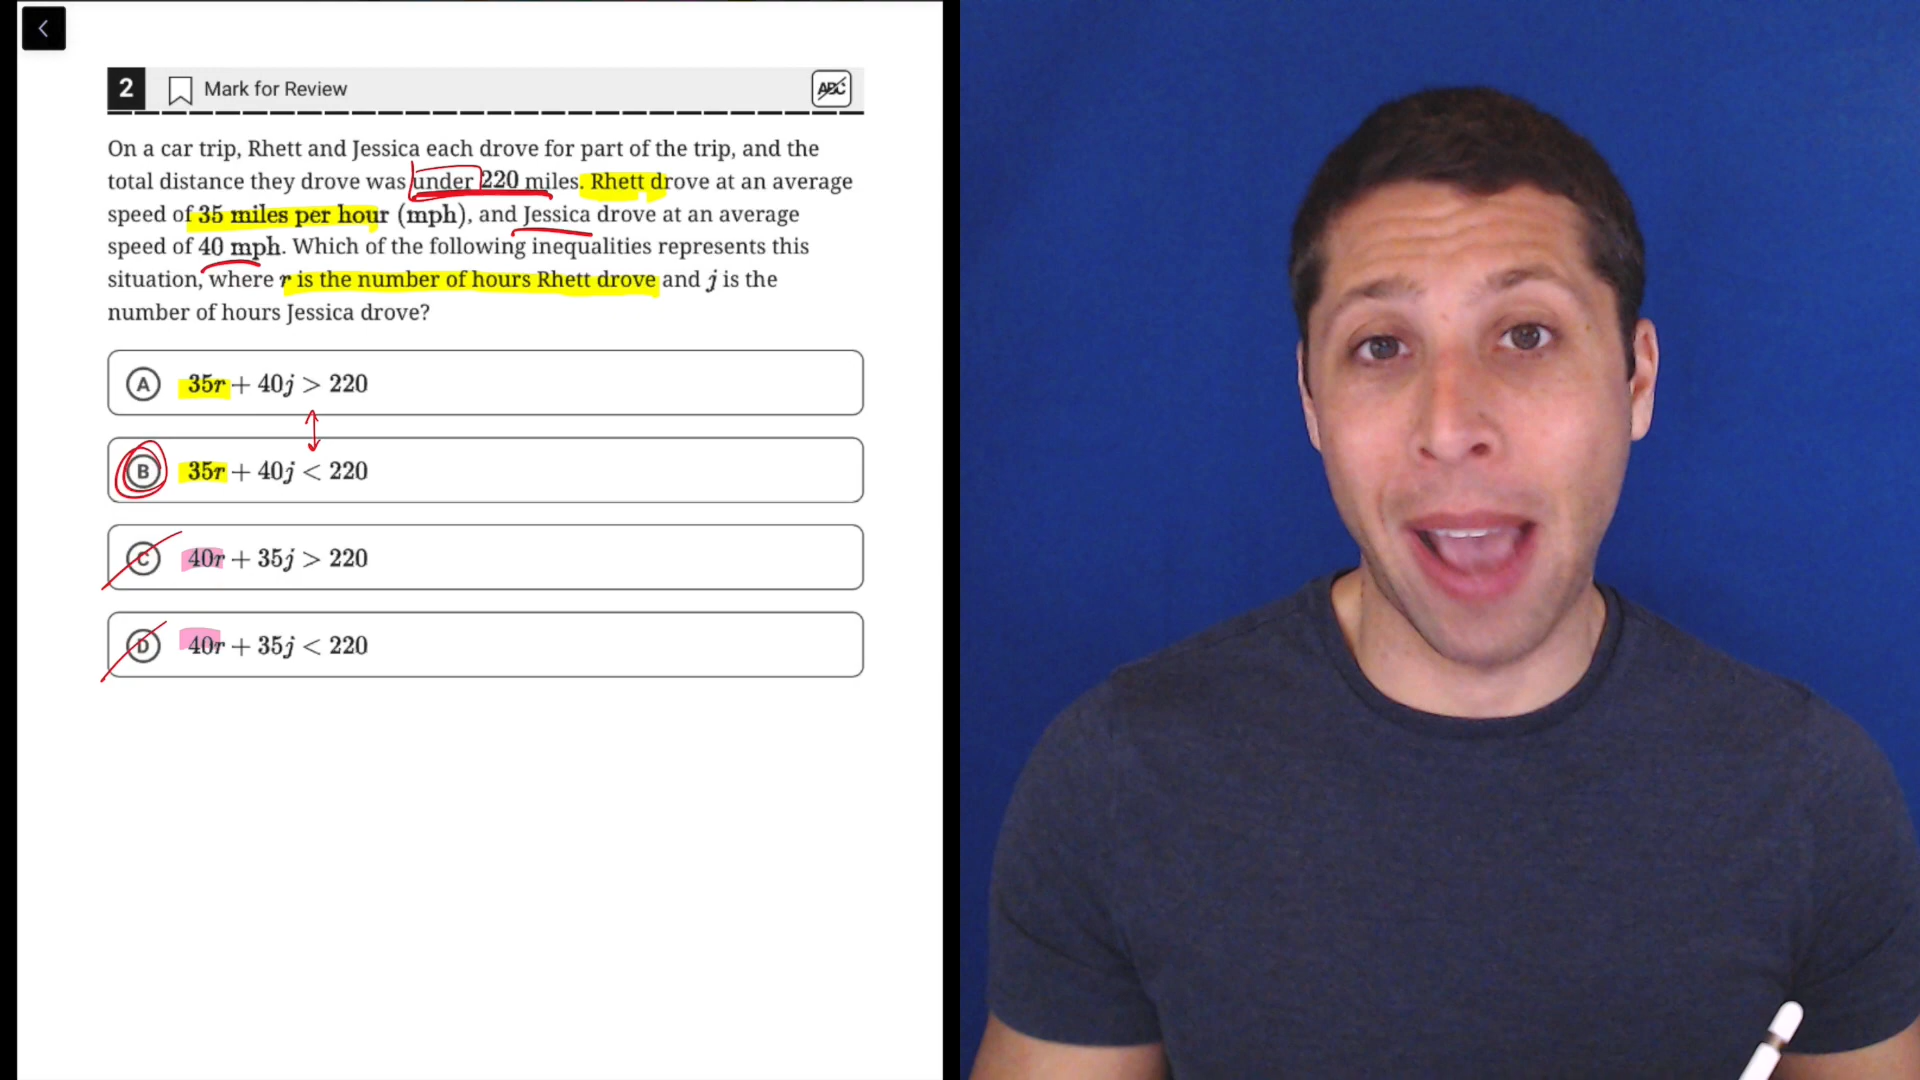 2 Mark for Review ABC
On a car trip, Rhett and Jessica each drove for part of the trip, and the
total distance they drove was under 220 miles. Rhett drove at an average
speed of 35 miles per hour (mph), and Jessica drove at an average
speed of 40 mph. Which of the following inequalities represents this
situation, where r is the number of hours Rhett drove and j is the
number of hours Jessica drove?
A 35r + 40j > 220
B 35r + 40j < 220
C 40r + 35j > 220
D 40r + 35j < 220